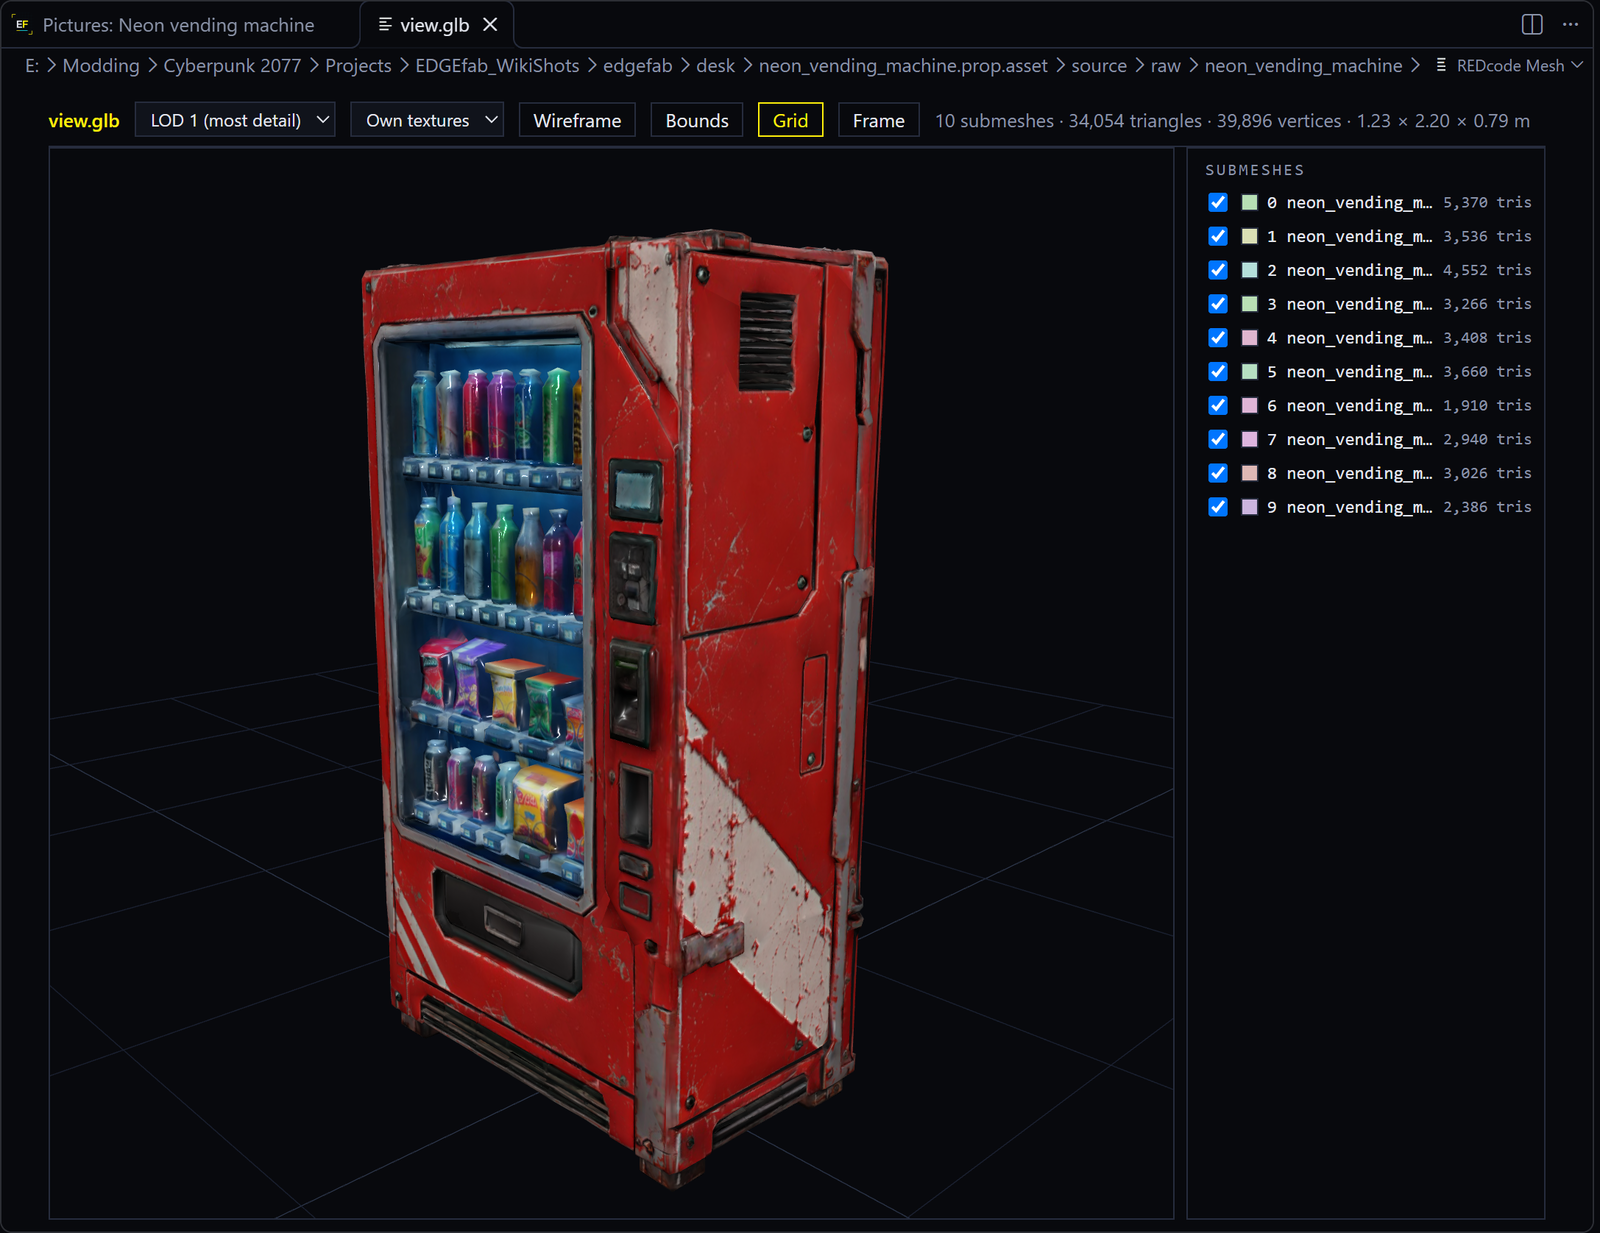 EF Pictures: Neon vending machine
view.glb
E: > Modding > Cyberpunk 2077 > Projects > EDGEfab_WikiShots > edgefab > desk > neon_vending_machine.prop.asset > source > raw > neon_vending_machine > REDcode Mesh
view.glb LOD 1 (most detail) Own textures Wireframe Bounds Grid Frame 10 submeshes · 34,054 triangles · 39,896 vertices · 1.23 × 2.20 × 0.79 m
SUBMESHES
0 neon_vending_m… 5,370 tris
1 neon_vending_m… 3,536 tris
2 neon_vending_m… 4,552 tris
3 neon_vending_m… 3,266 tris
4 neon_vending_m… 3,408 tris
5 neon_vending_m… 3,660 tris
6 neon_vending_m… 1,910 tris
7 neon_vending_m… 2,940 tris
8 neon_vending_m… 3,026 tris
9 neon_vending_m… 2,386 tris